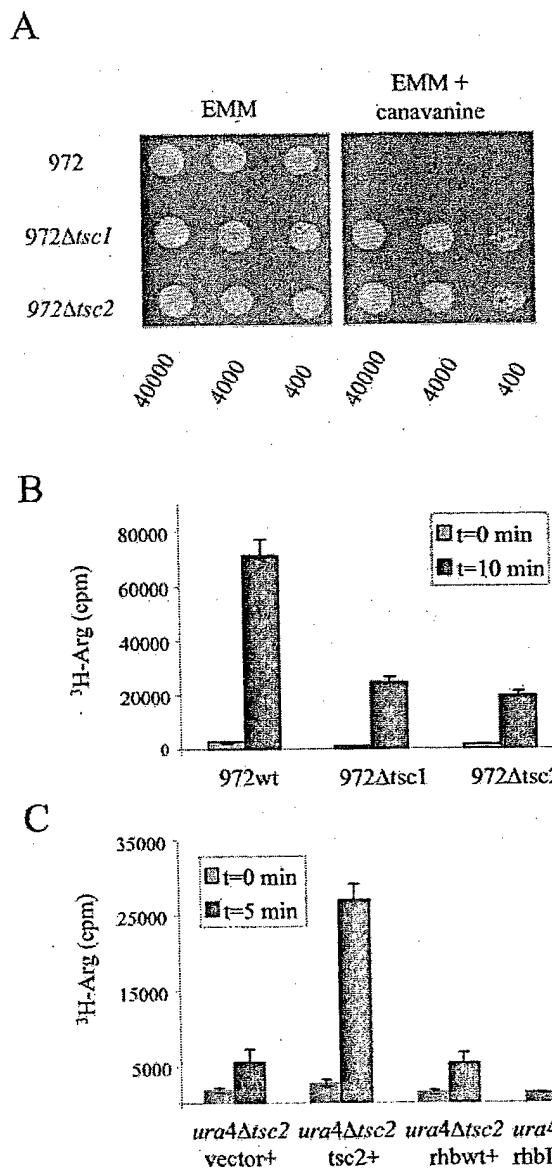 A
EMM
EMM +
canavanine
972
972Δtsc1
972Δtsc2
40000 4000 400 40000 4000 400
B
³H-Arg (cpm)
80000
60000
40000
20000
0
t=0 min
t=10 min
972wt 972Δtsc1 972Δtsc2
C
³H-Arg (cpm)
35000
25000
15000
5000
t=0 min
t=5 min
ura4Δtsc2 ura4Δtsc2 ura4Δtsc2 ura4
vector+ tsc2+ rhbwt+